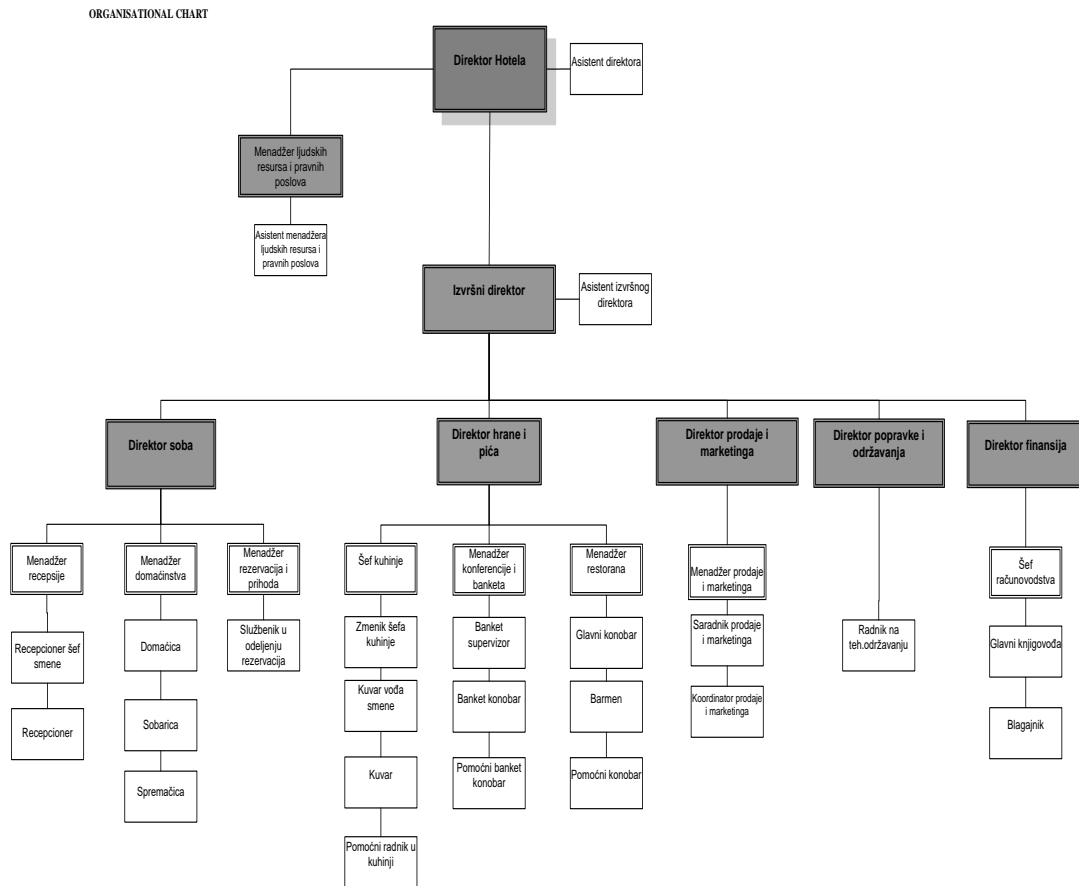 ORGANISATIONAL CHART
Direktor Hotela
Asistent direktora
Menadžer ljudskih
resursa i pravnih
poslova
Asistent menadžera
ljudskih resursa i
pravnih poslova
Izvršni direktor
Asistent izvršnog
direktora
Direktor soba
Direktor hrane i
pića
Direktor prodaje i
marketinga
Direktor popravke i
održavanja
Direktor finansija
Menadžer
recepsije
Menadžer
domaćinstva
Menadžer
rezervacija i
prihoda
Šef kuhinje
Menadžer
konferencije i
banketa
Menadžer
restorana
Menadžer prodaje
i marketinga
Šef
računovodstva
Recepcioner šef
smene
Domaćica
Službenik u
odeljenju
rezervacija
Zmenik šefa
kuhinje
Banket
supervizor
Glavni konobar
Saradnik prodaje
i marketinga
Radnik na
teh.održavanju
Glavni knjigovođa
Recepcioner
Sobarica
Kuvar vođa
smene
Banket konobar
Barmen
Koordinator prodaje
i marketinga
Blagajnik
Spremačica
Kuvar
Pomoćni banket
konobar
Pomoćni konobar
Pomoćni radnik u
kuhinji